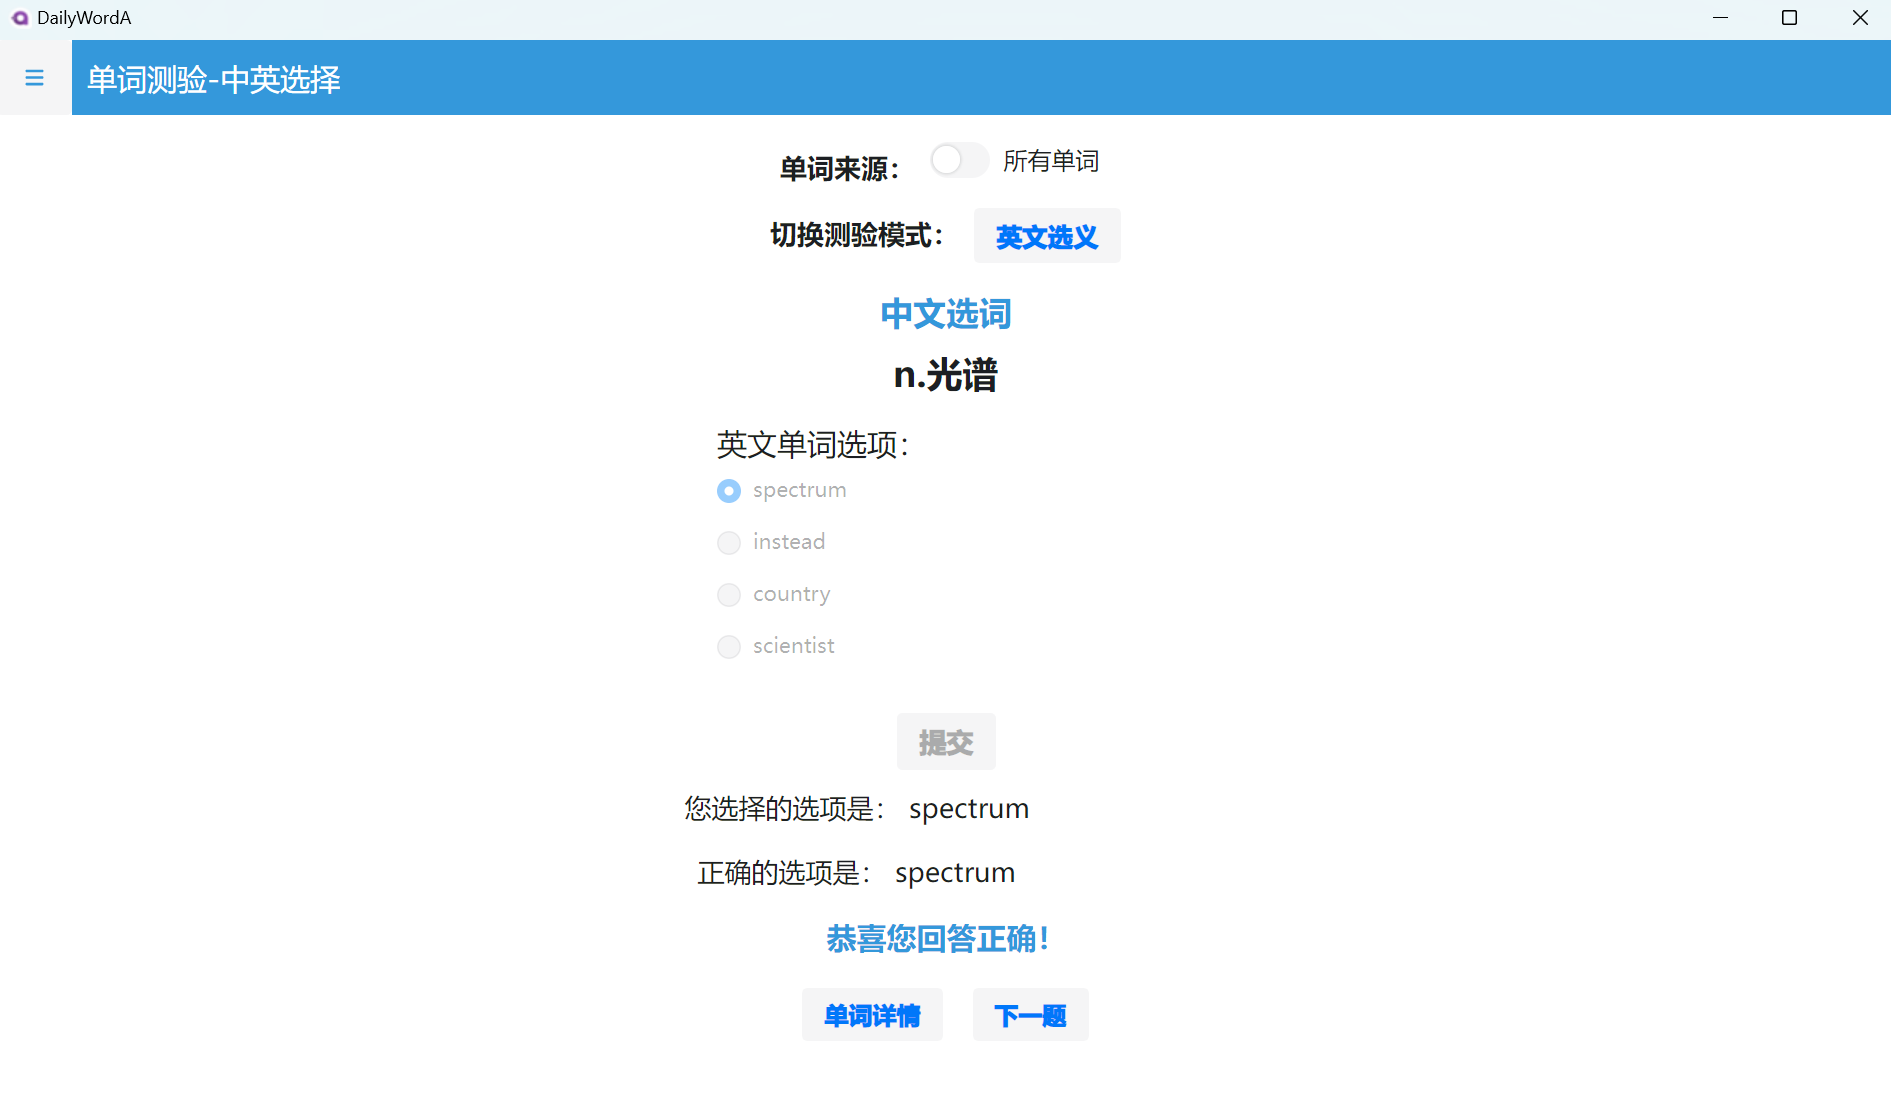 DailyWordA
单词测验-中英选择
单词来源： 所有单词
切换测验模式： 英文选义
中文选词
n.光谱
英文单词选项：
spectrum
instead
country
scientist
提交
您选择的选项是： spectrum
正确的选项是： spectrum
恭喜您回答正确！
单词详情 下一题